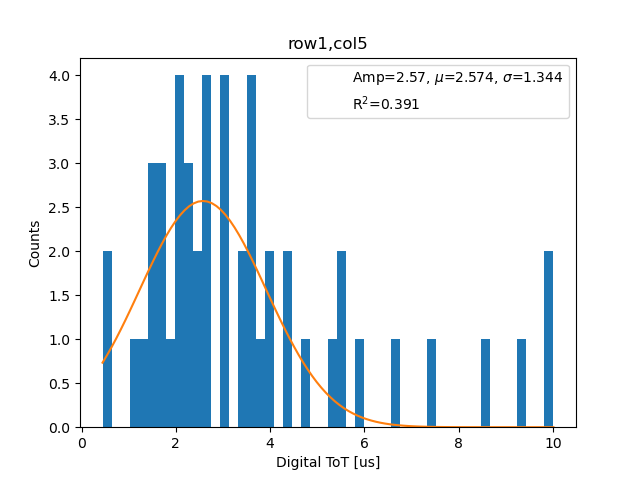 row1,col5
Amp=2.57, μ=2.574, σ=1.344
R²=0.391
Counts
4.0
3.5
3.0
2.5
2.0
1.5
1.0
0.5
0.0
0 2 4 6 8 10
Digital ToT [us]